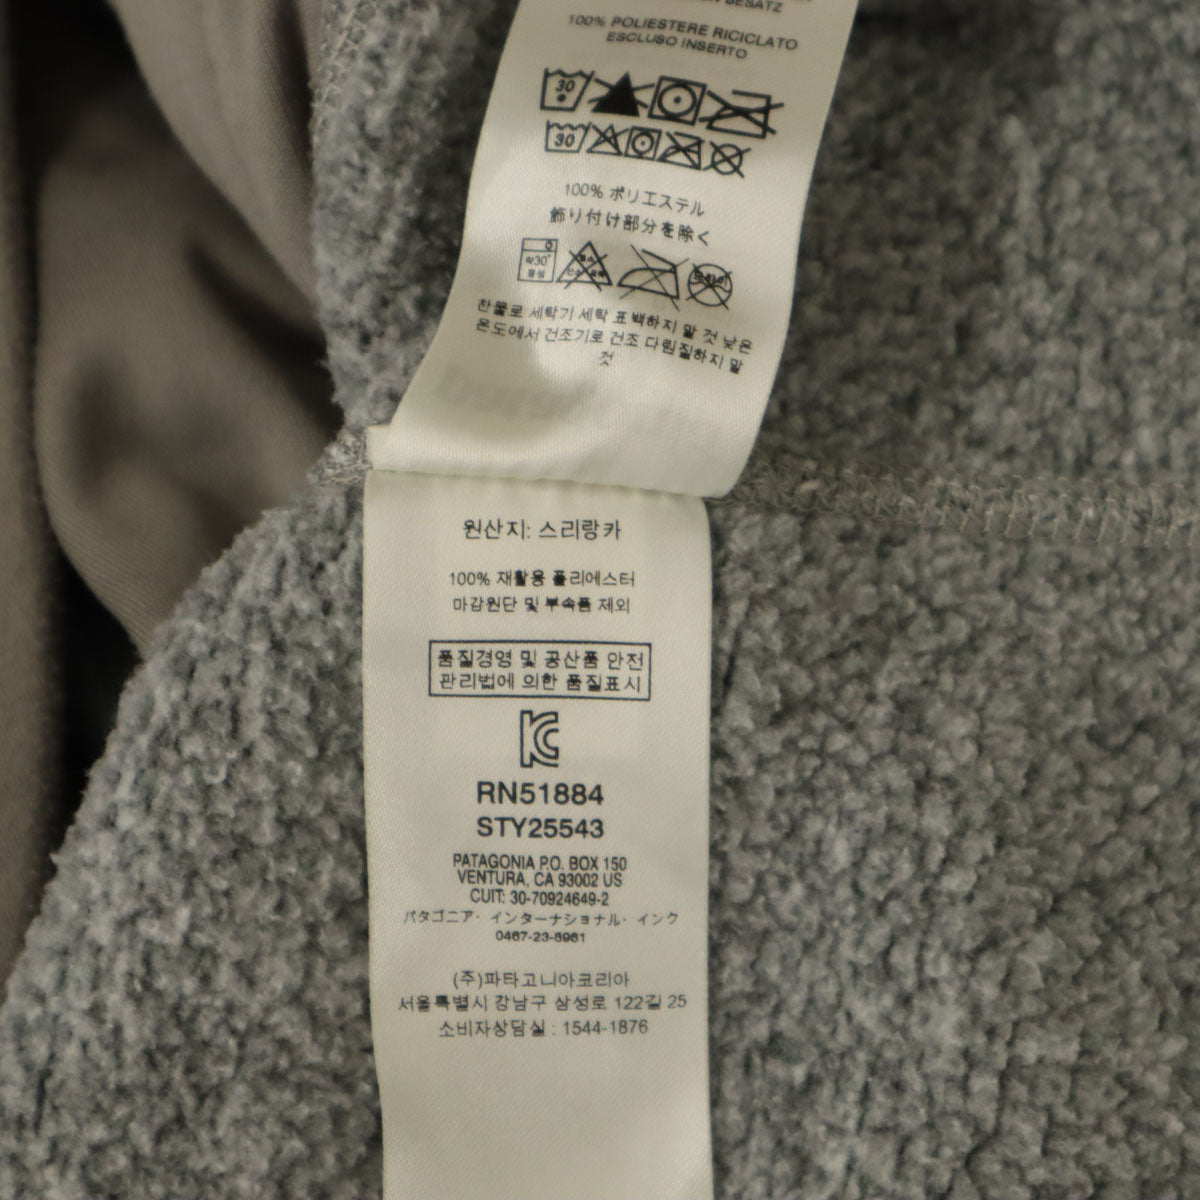 BESATZ
100% POLIESTERE RICICLATO
ESCLUSO INSERTO
30
30
100% ポリエステル
飾り付け部分を除く
약30°
중성
찬물로 세탁기 세탁 표백하지 말 것 낮은
온도에서 건조기로 건조 다림질하지 말
것
원산지: 스리랑카
100% 재활용 폴리에스터
마감원단 및 부속품 제외
품질경영 및 공산품 안전
관리법에 의한 품질표시
RN51884
STY25543
PATAGONIA P.O. BOX 150
VENTURA, CA 93002 US
CUIT: 30-70924649-2
パタゴニア・インターナショナル・インク
0467-23-8961
(주)파타고니아코리아
서울특별시 강남구 삼성로 122길 25
소비자상담실 : 1544-1876